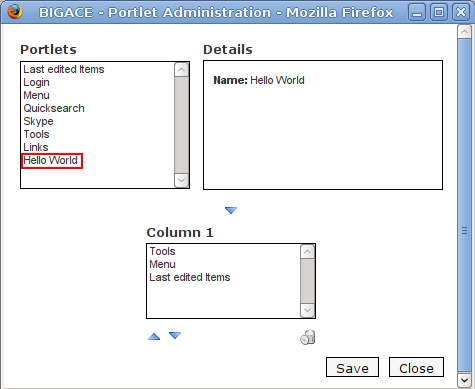 BIGACE - Portlet Administration - Mozilla Firefox
Portlets
Last edited Items
Login
Menu
Quicksearch
Skype
Tools
Links
Hello World
Details
Name: Hello World
Column 1
Tools
Menu
Last edited Items
Save Close